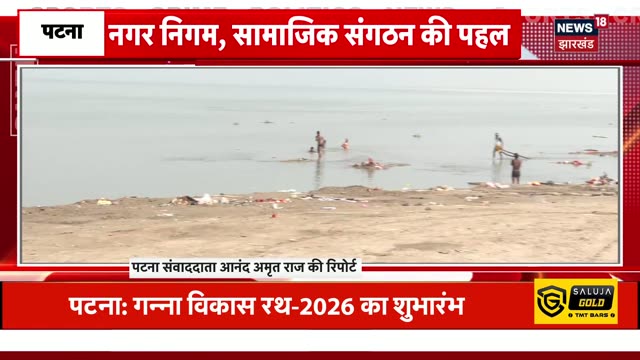 पटना
नगर निगम, सामाजिक संगठन की पहल
NEWS 18
झारखंड
पटना संवाददाता आनंद अमृत राज की रिपोर्ट
पटना: गन्ना विकास रथ-2026 का शुभारंभ
SALUJA
GOLD
TMT BARS